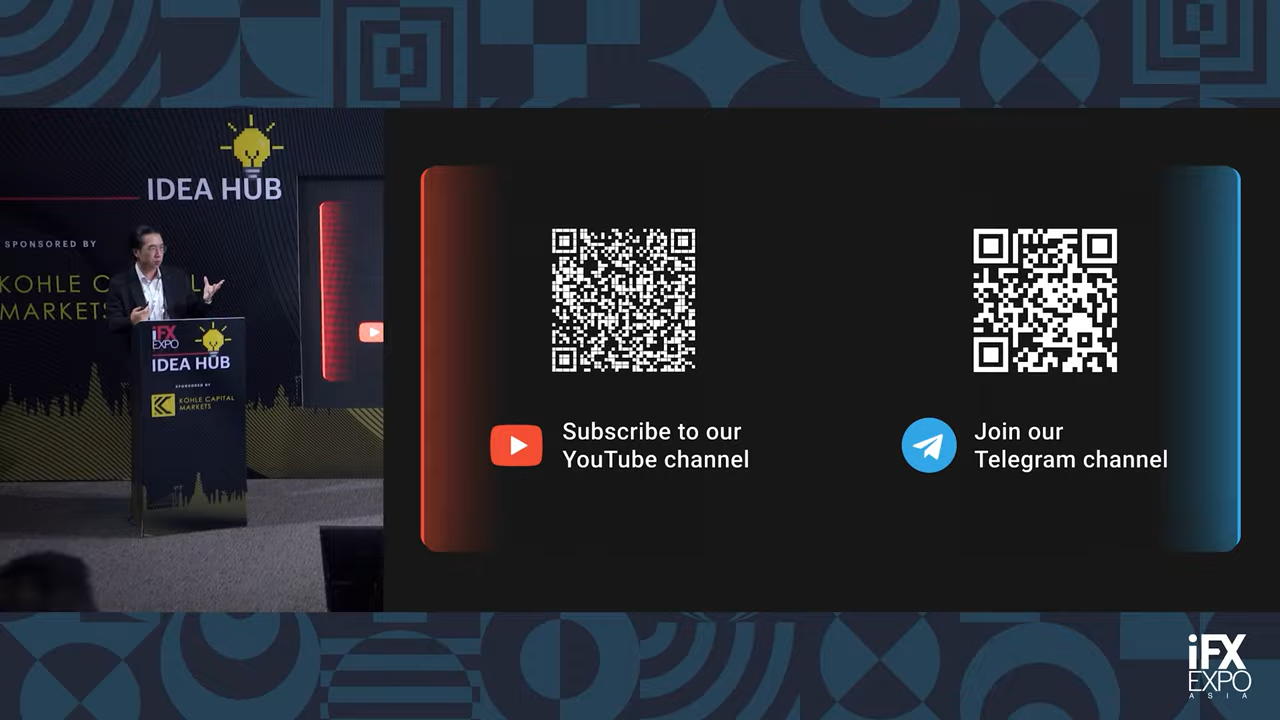 IDEA HUB
SPONSORED BY
KOHLE C
L
MARKETS
iFX
EXPO
IDEA HUB
SPONSORED BY
KOHLE CAPITAL
MARKETS
Subscribe to our
YouTube channel
Join our
Telegram channel
iFX
EXPO
ASIA